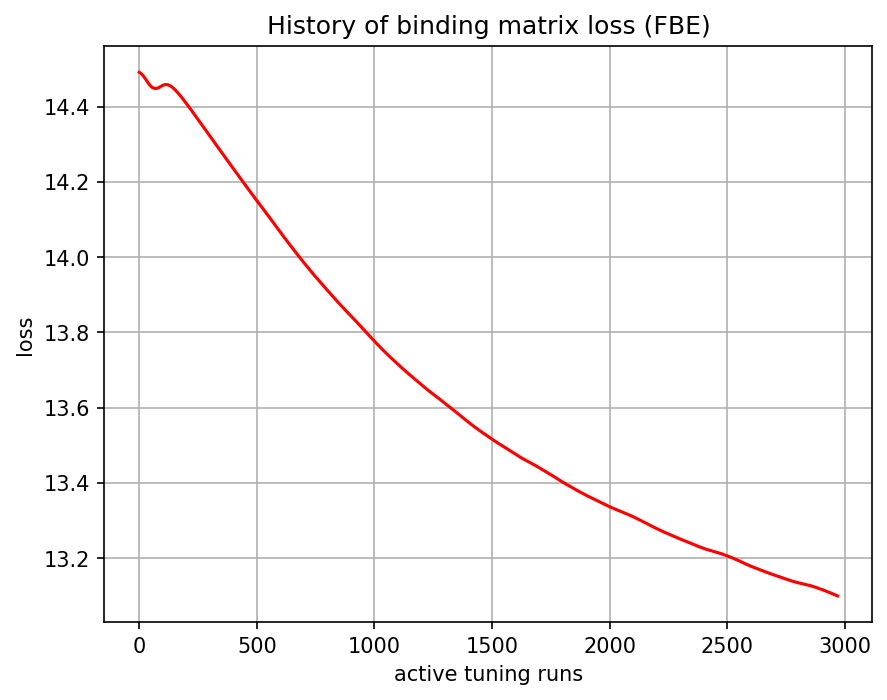 History of binding matrix loss (FBE)
14.4
14.2
14.0
13.8
13.6
13.4
13.2
loss
0 500 1000 1500 2000 2500 3000
active tuning runs